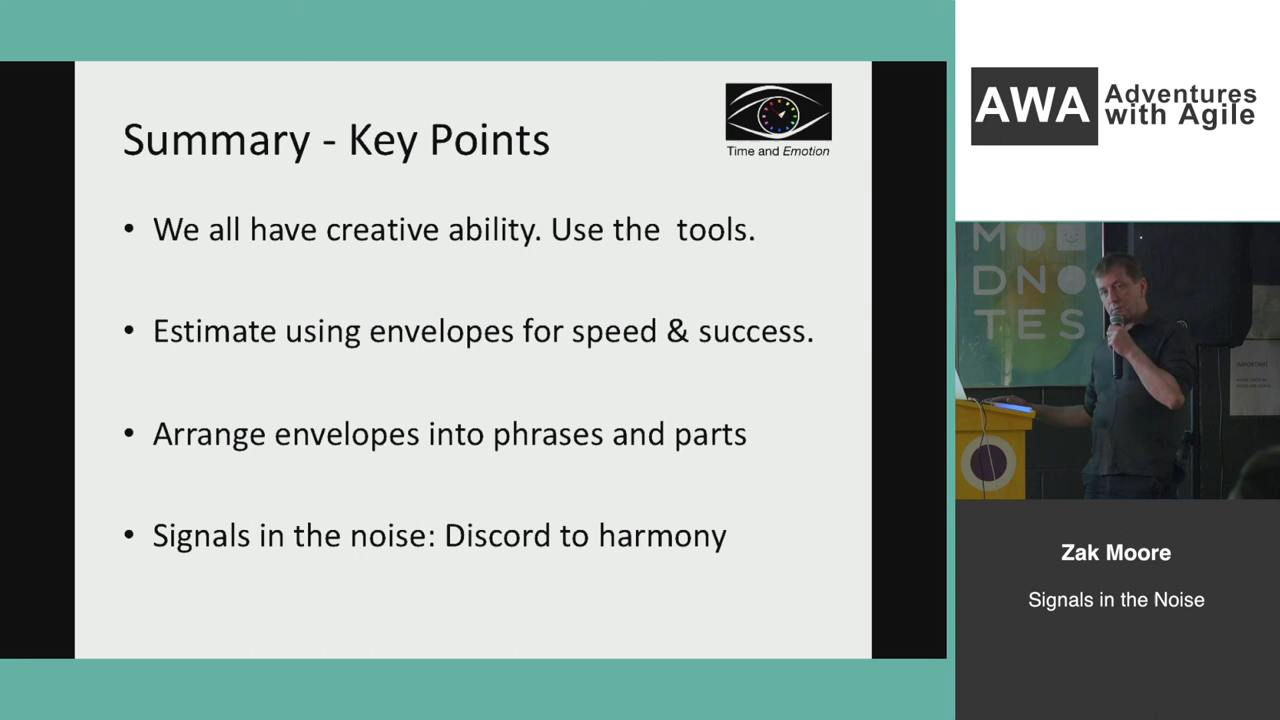 Summary - Key Points
Time and Emotion
• We all have creative ability. Use the  tools.
• Estimate using envelopes for speed & success.
• Arrange envelopes into phrases and parts
• Signals in the noise: Discord to harmony
AWA Adventures
with Agile
MOODNOTES
IMPORTANT
Zak Moore
Signals in the Noise